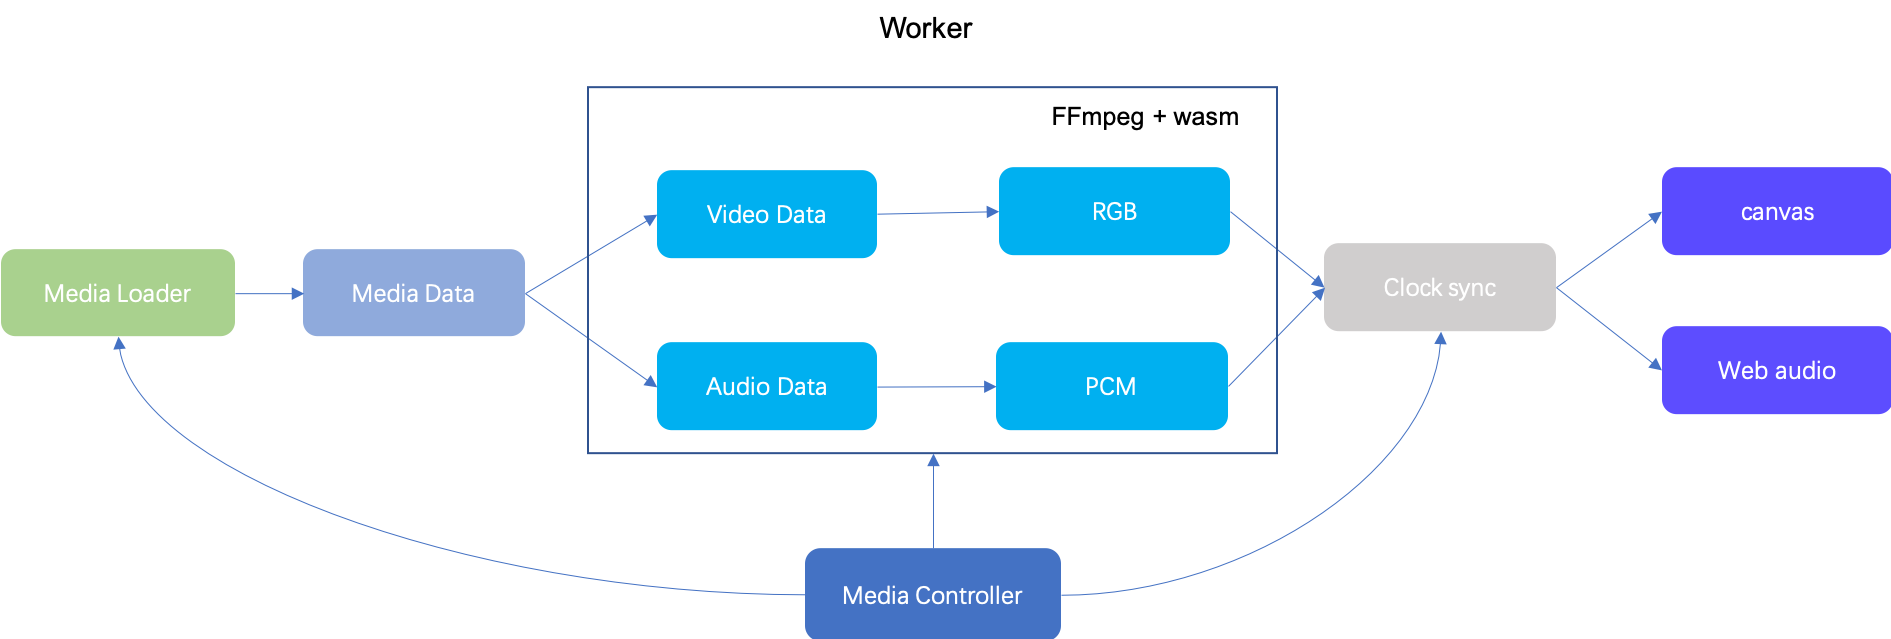 Worker
FFmpeg + wasm
Video Data
RGB
canvas
Media Loader
Media Data
Clock sync
Audio Data
PCM
Web audio
Media Controller